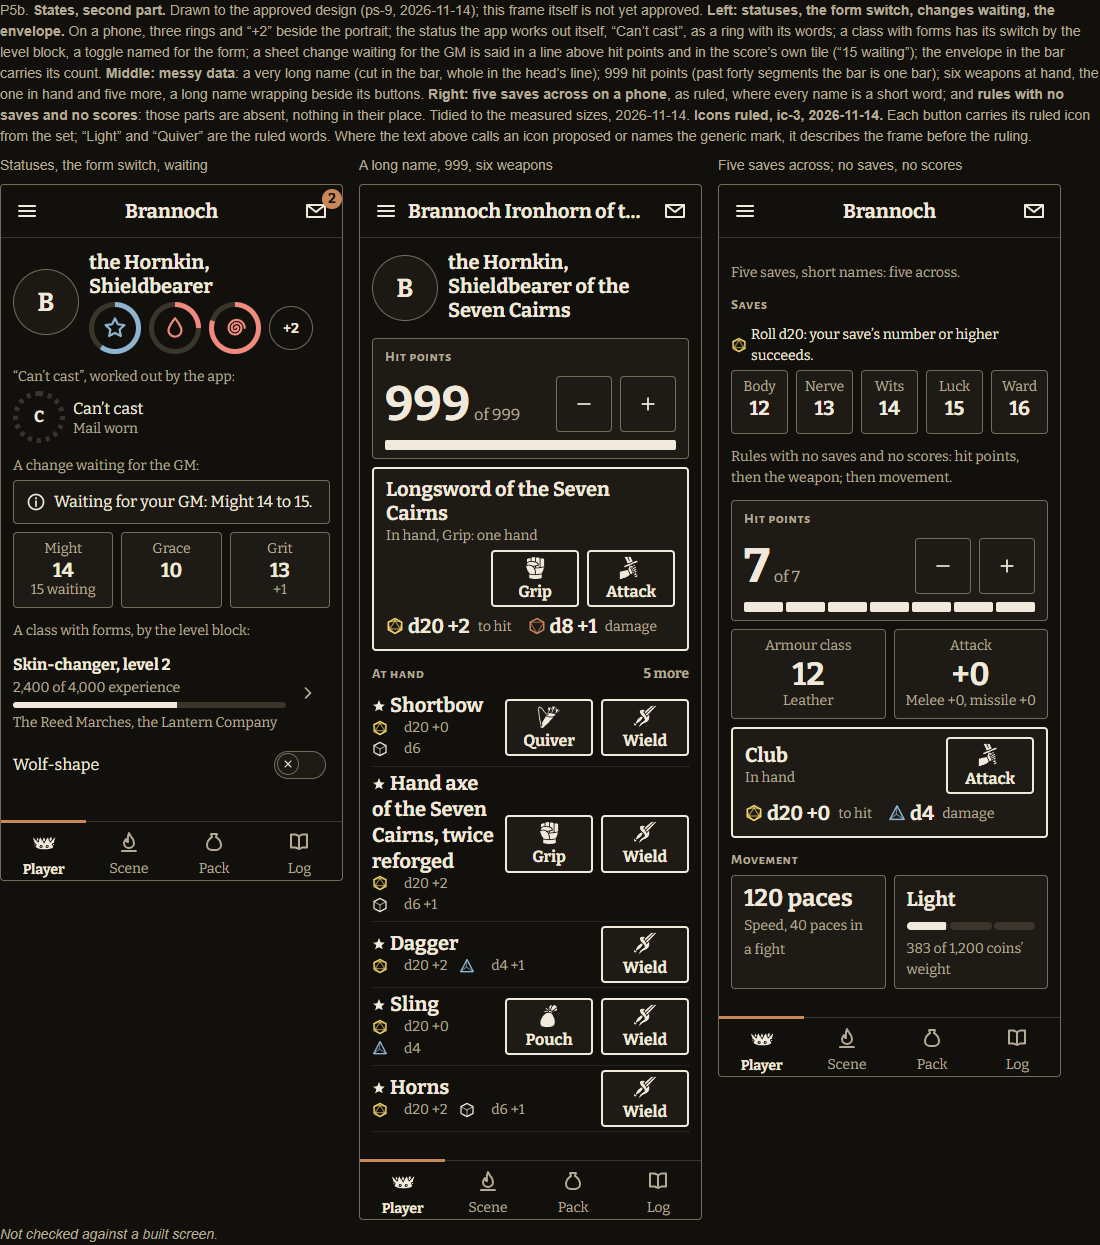 P5b. States, second part. Drawn to the approved design (ps-9, 2026-11-14); this frame itself is not yet approved. Left: statuses, the form switch, changes waiting, the
envelope. On a phone, three rings and “+2” beside the portrait; the status the app works out itself, “Can’t cast”, as a ring with its words; a class with forms has its switch by the
level block, a toggle named for the form; a sheet change waiting for the GM is said in a line above hit points and in the score’s own tile (“15 waiting”); the envelope in the bar
carries its count. Middle: messy data: a very long name (cut in the bar, whole in the head’s line); 999 hit points (past forty segments the bar is one bar); six weapons at hand, the
one in hand and five more, a long name wrapping beside its buttons. Right: five saves across on a phone, as ruled, where every name is a short word; and rules with no
saves and no scores: those parts are absent, nothing in their place. Tidied to the measured sizes, 2026-11-14. Icons ruled, ic-3, 2026-11-14. Each button carries its ruled icon
from the set; “Light” and “Quiver” are the ruled words. Where the text above calls an icon proposed or names the generic mark, it describes the frame before the ruling.
Statuses, the form switch, waiting
Brannoch
2
B
the Hornkin,
Shieldbearer
+2
“Can’t cast”, worked out by the app:
C
Can’t cast
Mail worn
A change waiting for the GM:
Waiting for your GM: Might 14 to 15.
Might
14
15 waiting
Grace
10
Grit
13
+1
A class with forms, by the level block:
Skin-changer, level 2
2,400 of 4,000 experience
The Reed Marches, the Lantern Company
Wolf-shape
Player
Scene
Pack
Log
A long name, 999, six weapons
Brannoch Ironhorn of t...
B
the Hornkin,
Shieldbearer of the
Seven Cairns
HIT POINTS
999 of 999
−
+
Longsword of the Seven
Cairns
In hand, Grip: one hand
Grip
Attack
d20 +2 to hit
d8 +1 damage
AT HAND
5 more
Shortbow
d20 +0
d6
Quiver
Wield
Hand axe
of the Seven
Cairns, twice
reforged
d20 +2
d6 +1
Grip
Wield
Dagger
d20 +2
d4 +1
Wield
Sling
d20 +0
d4
Pouch
Wield
Horns
d20 +2
d6 +1
Wield
Player
Scene
Pack
Log
Five saves across; no saves, no scores
Brannoch
Five saves, short names: five across.
SAVES
Roll d20: your save’s number or higher
succeeds.
Body
12
Nerve
13
Wits
14
Luck
15
Ward
16
Rules with no saves and no scores: hit points,
then the weapon; then movement.
HIT POINTS
7 of 7
−
+
Armour class
12
Leather
Attack
+0
Melee +0, missile +0
Club
In hand
Attack
d20 +0 to hit
d4 damage
MOVEMENT
120 paces
Speed, 40 paces in
a fight
Light
383 of 1,200 coins’
weight
Player
Scene
Pack
Log
Not checked against a built screen.